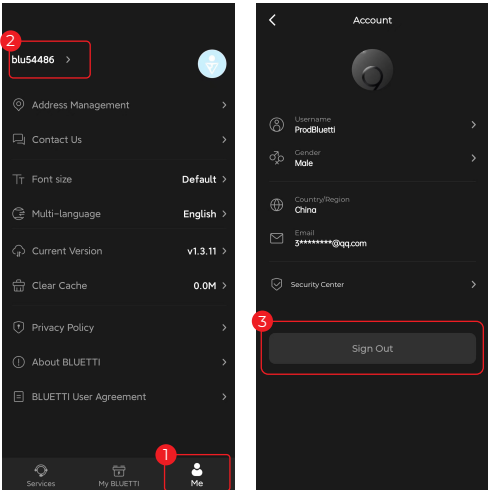 2
blu54486
Address Management
Contact Us
Font size Default
Multi-language English
Current Version v1.3.11
Clear Cache 0.0M
Privacy Policy
About BLUETTI
BLUETTI User Agreement
1
Services My BLUETTI Me
Account
Username
ProdBluetti
Gender
Male
Country/Region
China
Email
3********@qq.com
Security Center
3
Sign Out